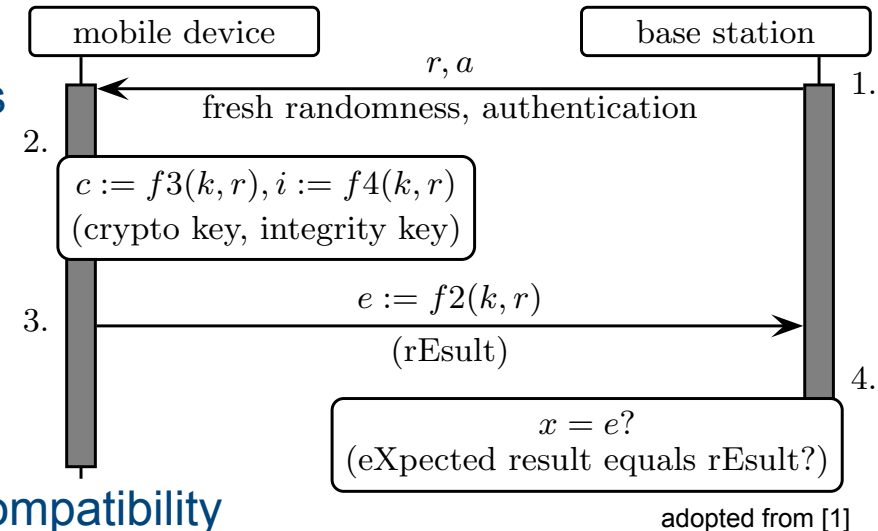 mobile device
base station
r, a
1.
s
fresh randomness, authentication
2.
c := f3(k, r), i := f4(k, r)
(crypto key, integrity key)
e := f2(k, r)
3.
(rEsult)
4.
x = e?
(eXpected result equals rEsult?)
ompatibility
adopted from [1]